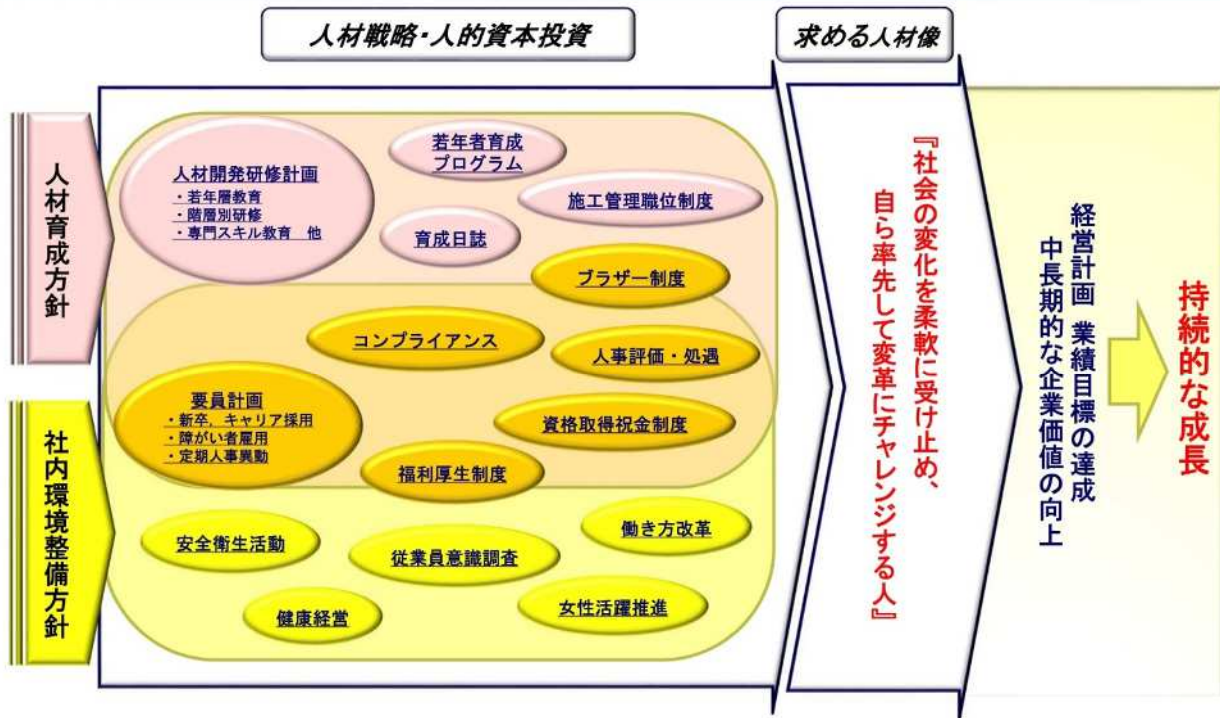 人材戦略・人的資本投資
求める人材像
人材育成方針
人材開発研修計画
・若年層教育
・階層別研修
・専門スキル教育 他
若年者育成
プログラム
施工管理職位制度
育成日誌
ブラザー制度
コンプライアンス
人事評価・処遇
要員計画
・新卒，キャリア採用
・障がい者雇用
・定期人事異動
資格取得祝金制度
福利厚生制度
社内環境整備方針
安全衛生活動
従業員意識調査
働き方改革
健康経営
女性活躍推進
『社会の変化を柔軟に受け止め、
自ら率先して変革にチャレンジする人』
経営計画 業績目標の達成
中長期的な企業価値の向上
持続的な成長